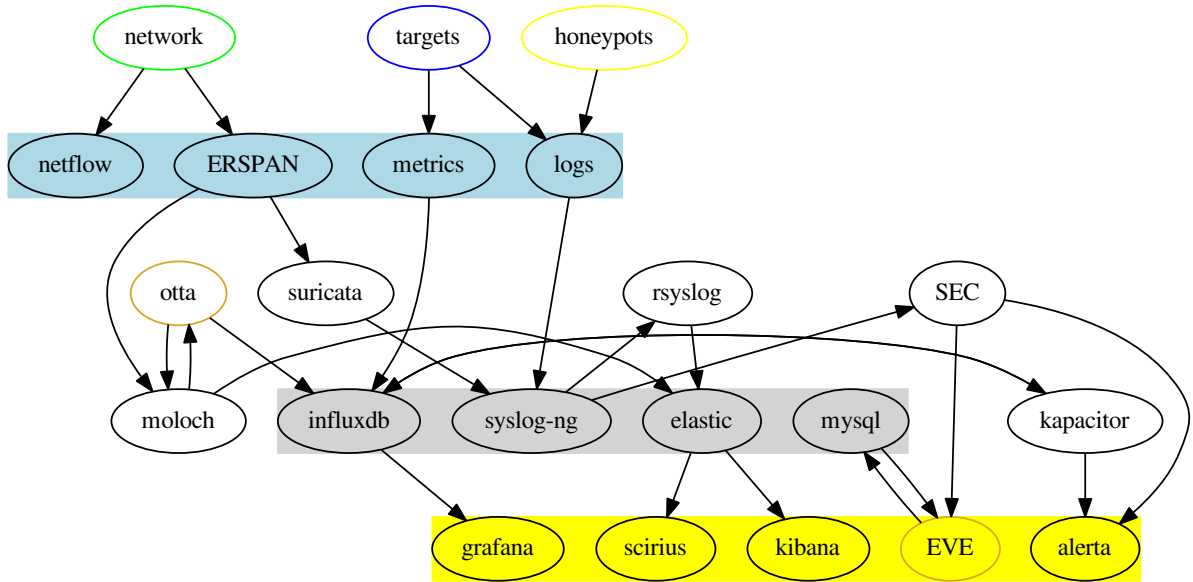 network
targets
honeypots
netflow
ERSPAN
metrics
logs
otta
suricata
rsyslog
SEC
moloch
influxdb
syslog-ng
elastic
mysql
kapacitor
grafana
scirius
kibana
EVE
alerta